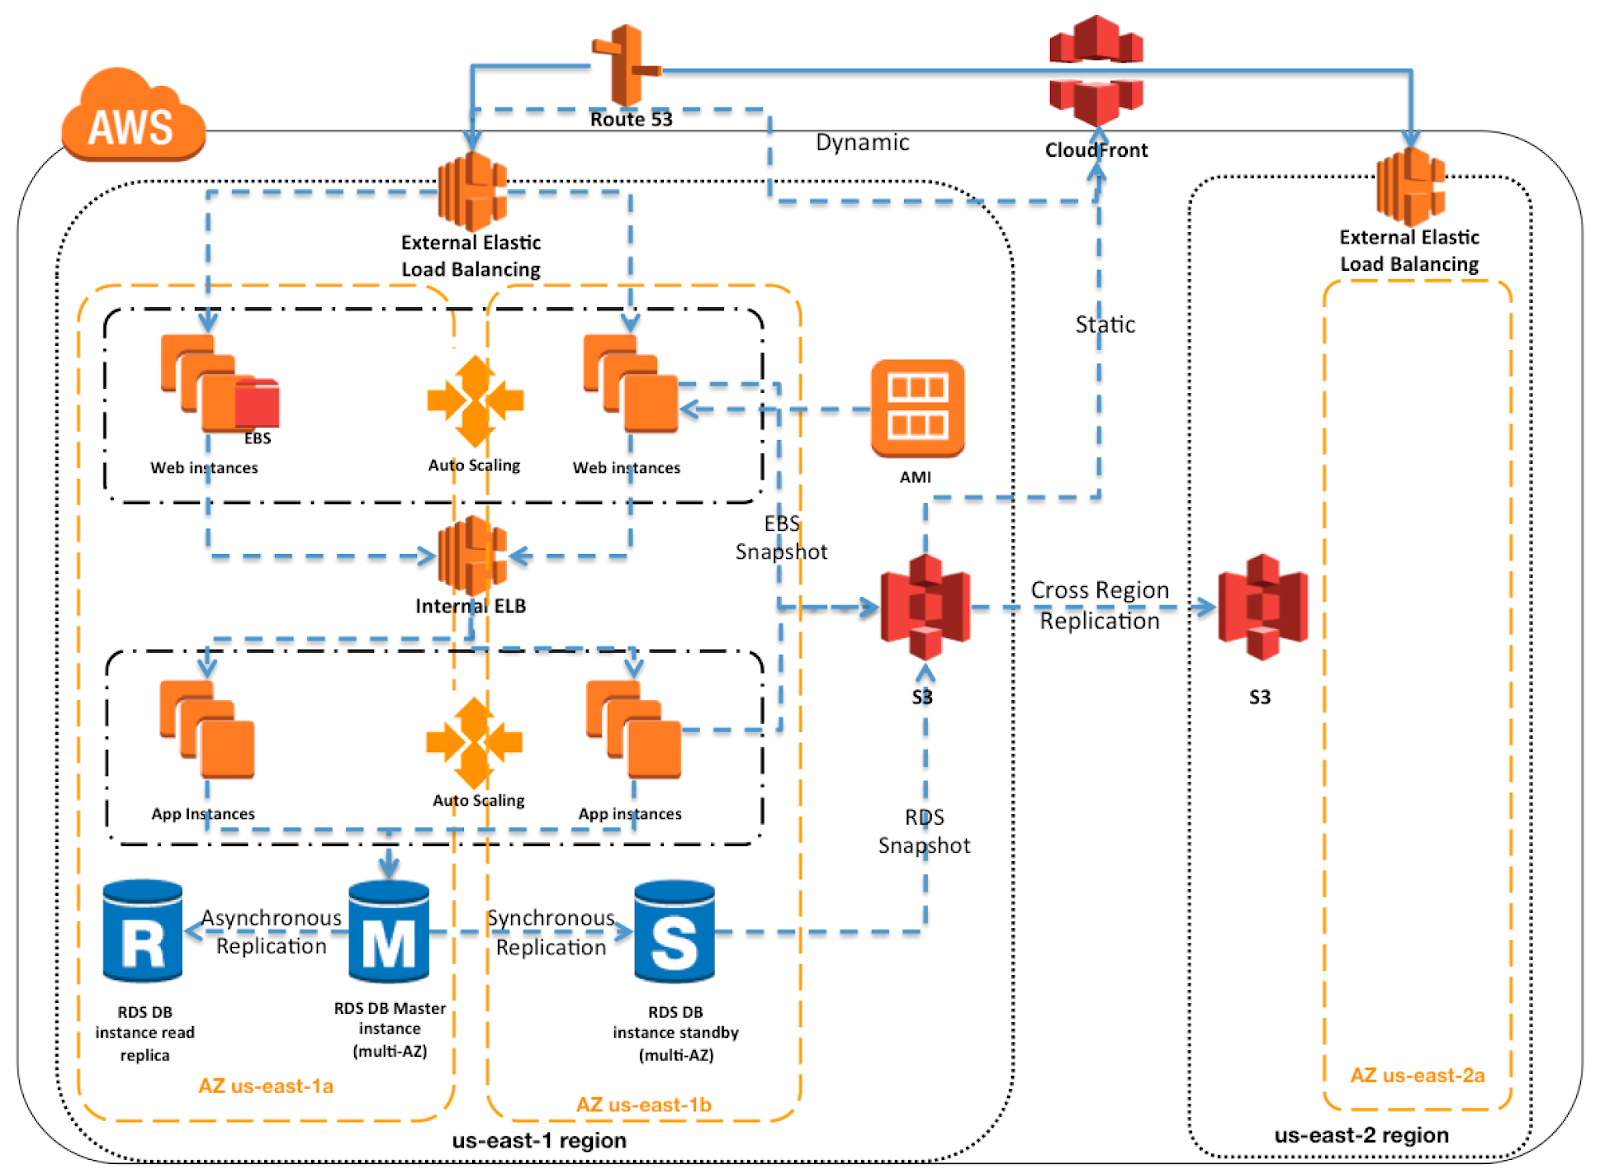 Route 53
AWS
Dynamic
CloudFront
External Elastic
Load Balancing
External Elastic
Load Balancing
Static
EBS
Web instances
Auto Scaling
Web instances
AMI
EBS
Snapshot
Internal ELB
Cross Region
Replication
S3
S3
App Instances
Auto Scaling
App instances
RDS
Snapshot
R
Asynchronous
Replication
M
Synchronous
Replication
S
RDS DB
instance read
replica
RDS DB Master
instance
(multi-AZ)
RDS DB
instance standby
(multi-AZ)
AZ us-east-1a
AZ us-east-1b
AZ us-east-2a
us-east-1 region
us-east-2 region